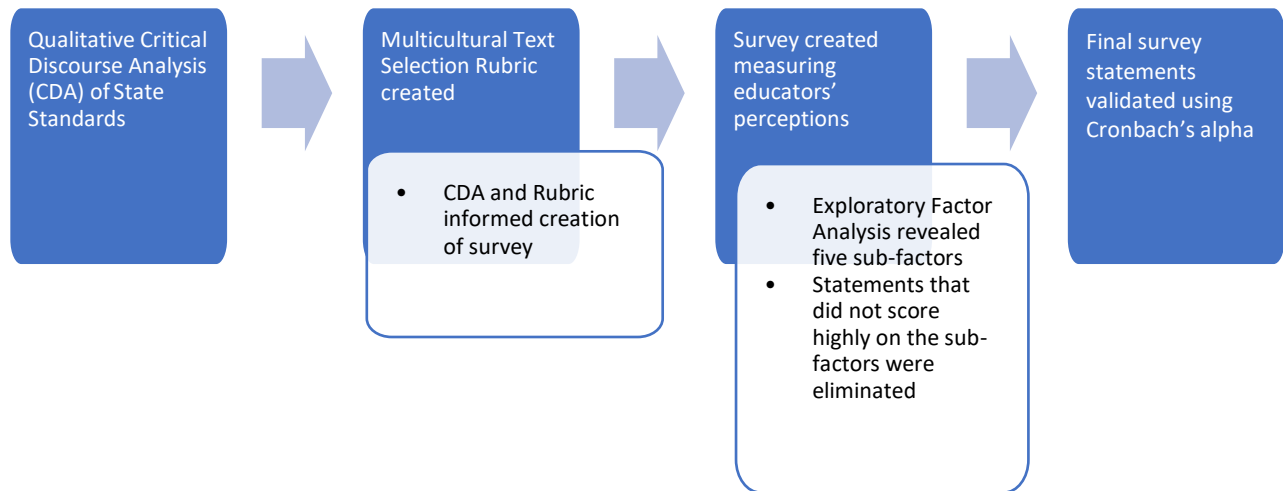 Qualitative Critical
Discourse Analysis
(CDA) of State
Standards
Multicultural Text
Selection Rubric
created
• CDA and Rubric
informed creation
of survey
Survey created
measuring
educators’
perceptions
• Exploratory Factor
Analysis revealed
five sub-factors
• Statements that
did not score
highly on the sub-
factors were
eliminated
Final survey
statements
validated using
Cronbach’s alpha